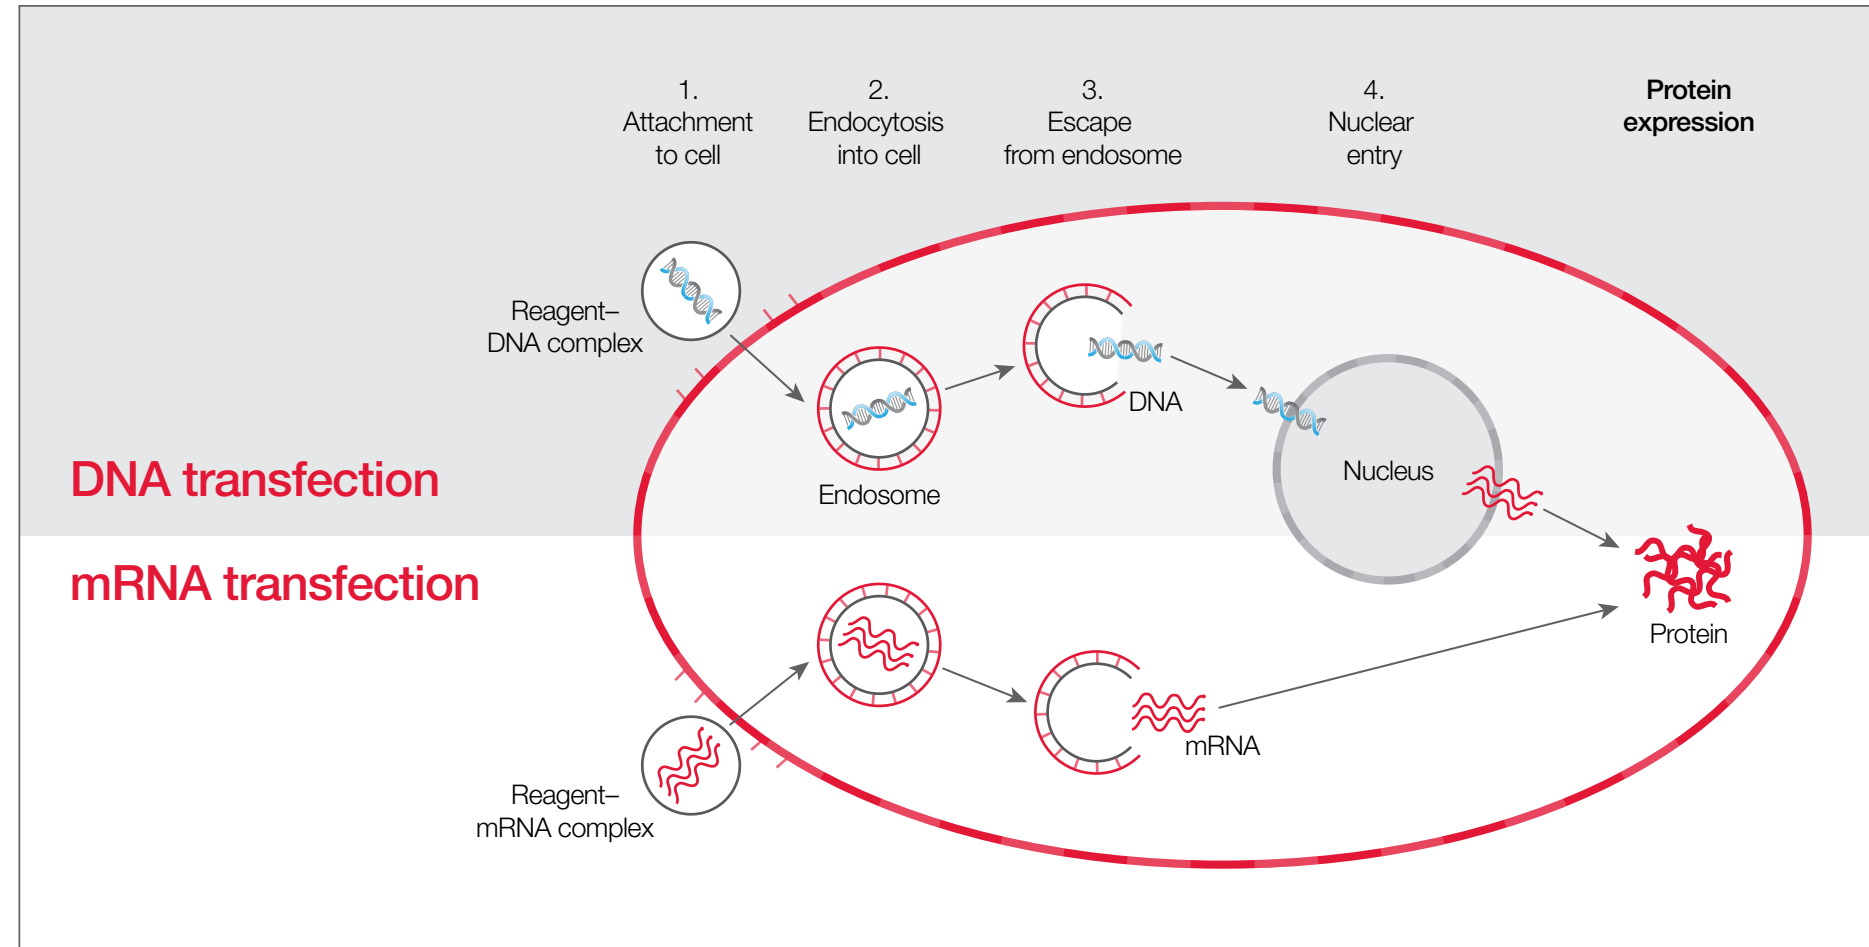 1.
Attachment
to cell
2.
Endocytosis
into cell
3.
Escape
from endosome
4.
Nuclear
entry
Protein
expression
Reagent–
DNA complex
DNA
Nucleus
DNA transfection
Endosome
mRNA transfection
Protein
mRNA
Reagent–
mRNA complex